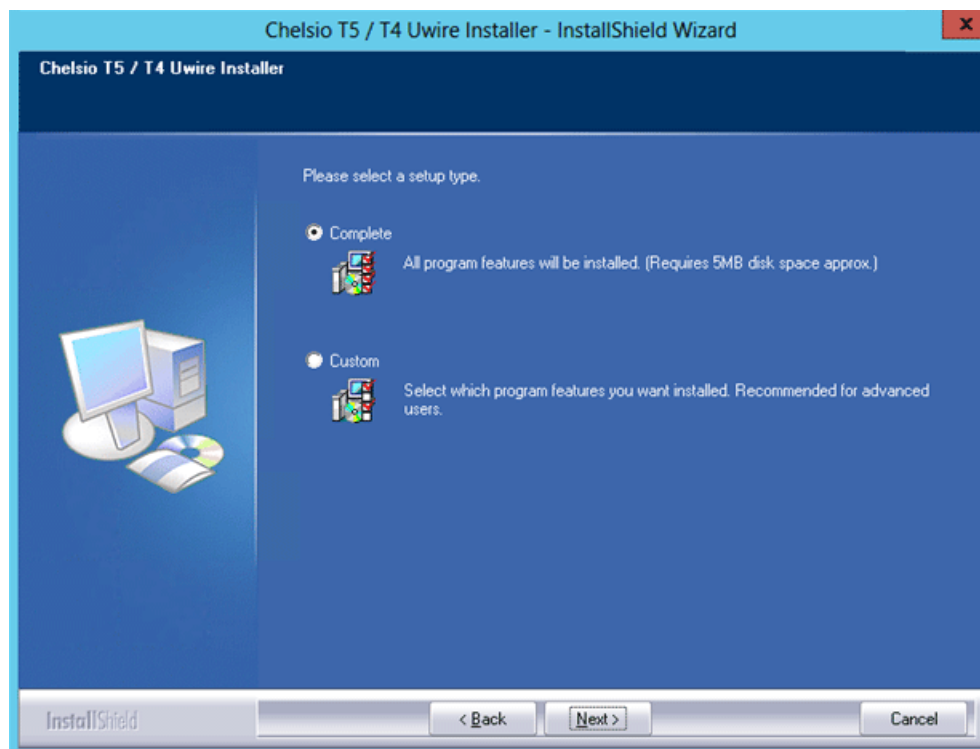 Chelsio T5 / T4 Uwire Installer - InstallShield Wizard
x
Chelsio T5 / T4 Uwire Installer
Please select a setup type.
Complete
All program features will be installed. (Requires 5MB disk space approx.)
Custom
Select which program features you want installed. Recommended for advanced
users.
InstallShield
< Back
Next >
Cancel